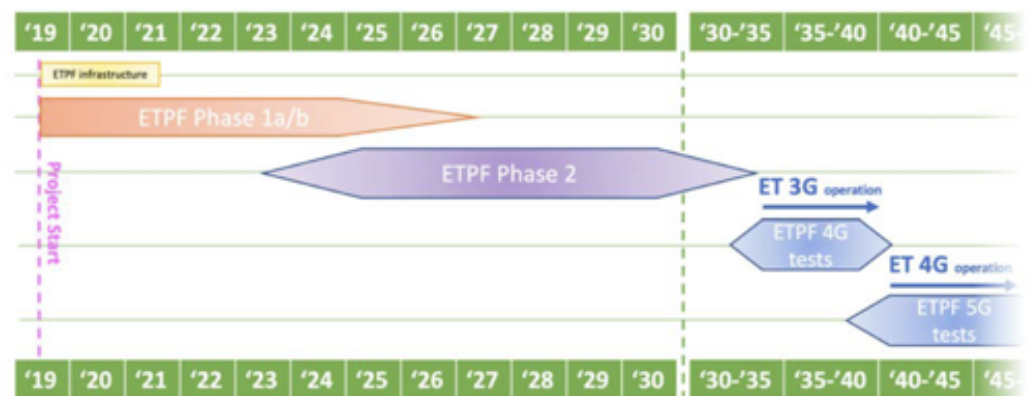 ‘19 ‘20 ‘21 ‘22 ‘23 ‘24 ‘25 ‘26 ‘27 ‘28 ‘29 ‘30 ‘30-’35 ‘35-’40 ‘40-’45 ‘45-
ETPF infrastructure
ETPF Phase 1a/b
Project Start
ETPF Phase 2
ET 3G operation
ETPF 4G
tests
ET 4G operation
ETPF 5G
tests
‘19 ‘20 ‘21 ‘22 ‘23 ‘24 ‘25 ‘26 ‘27 ‘28 ‘29 ‘30 ‘30-’35 ‘35-’40 ‘40-’45 ‘45-